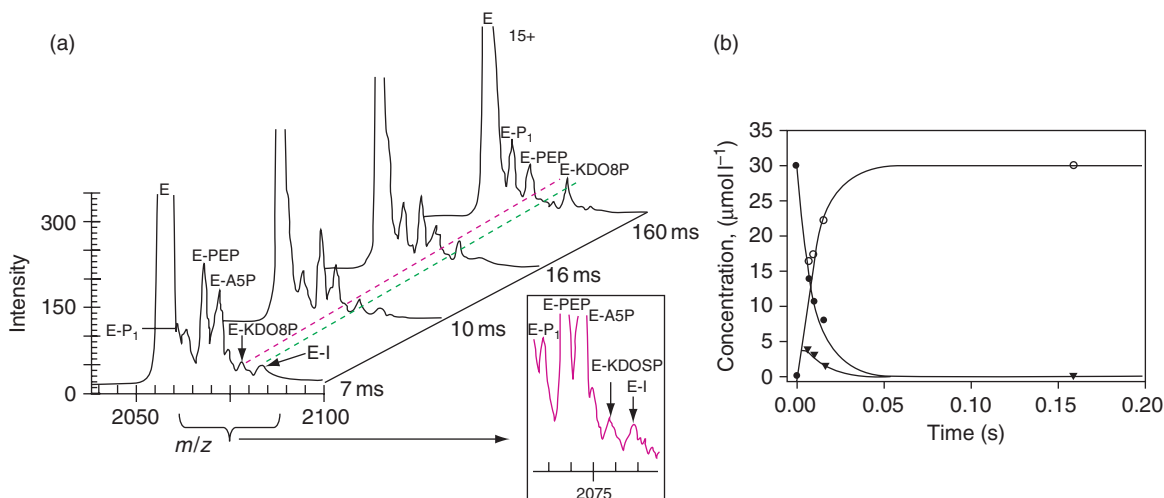 (a)
E
15+
E-P1
E-PEP
E-KDO8P
E
E-PEP
E-A5P
E-P1
E-KDO8P
E-I
Intensity
300
150
0
2050
2100
m/z
7 ms
10 ms
16 ms
160 ms
E-PEP
E-P1
E-A5P
E-KDOSP
E-I
2075
(b)
Concentration, (μmol l−1)
35
30
25
20
15
10
5
0
0.00 0.05 0.10 0.15 0.20
Time (s)